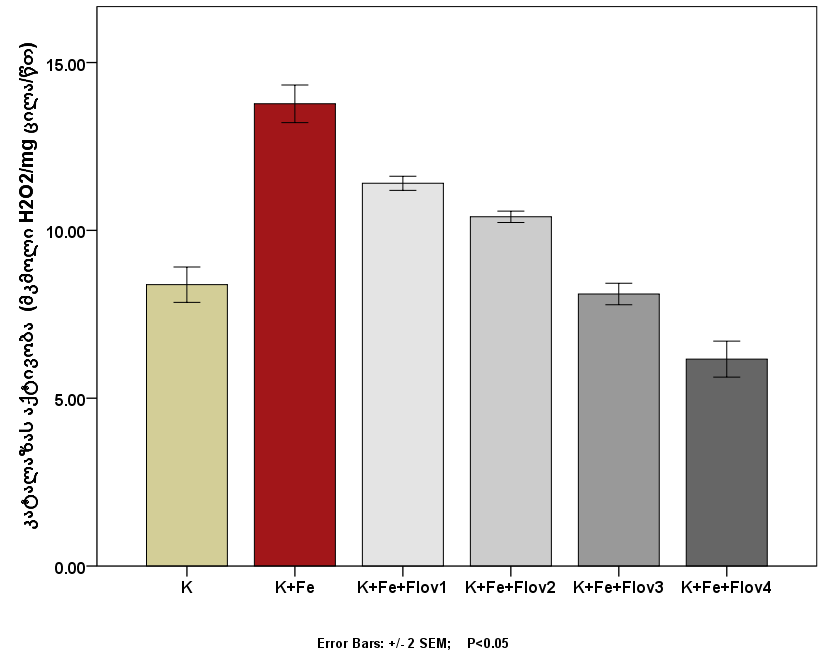 კატალაზას აქტივობა (მკმოლი H2O2/mg ცილა/წთ)
15.00
10.00
5.00
0.00
K
K+Fe
K+Fe+Flov1
K+Fe+Flov2
K+Fe+Flov3
K+Fe+Flov4
Error Bars: +/- 2 SEM; P<0.05